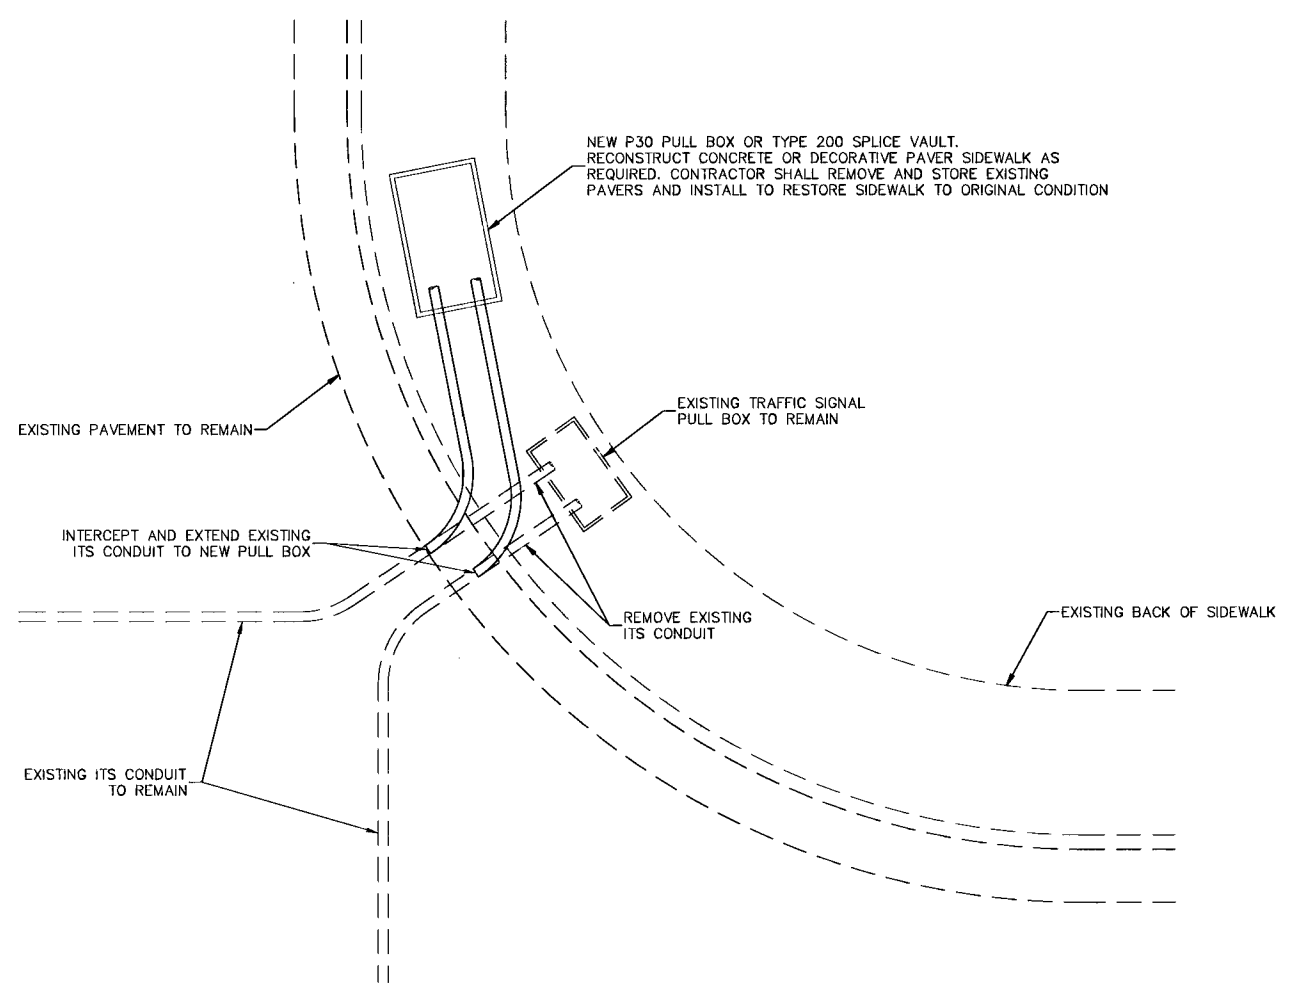 NEW P30 PULL BOX OR TYPE 200 SPLICE VAULT.
RECONSTRUCT CONCRETE OR DECORATIVE PAVER SIDEWALK AS
REQUIRED. CONTRACTOR SHALL REMOVE AND STORE EXISTING
PAVERS AND INSTALL TO RESTORE SIDEWALK TO ORIGINAL CONDITION
EXISTING TRAFFIC SIGNAL
PULL BOX TO REMAIN
EXISTING PAVEMENT TO REMAIN
INTERCEPT AND EXTEND EXISTING
ITS CONDUIT TO NEW PULL BOX
REMOVE EXISTING
ITS CONDUIT
EXISTING BACK OF SIDEWALK
EXISTING ITS CONDUIT
TO REMAIN